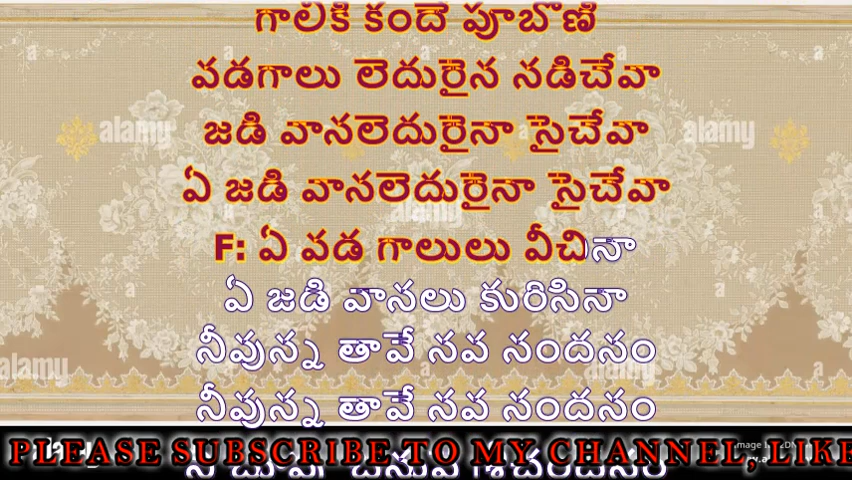 గాలికి కందే పూబోణి
వడగాలు లెదురైన నడిచేవా
జడి వానలెదురైనా సైచేవా
ఏ జడి వానలెదురైనా సైచేవా
F: ఏ వడ గాలులు వీచినా
ఏ జడి వానలు కురిసినా
నీవున్న తావే నవ నందనం
నీవున్న తావే నవ నందనం
PLEASE SUBSCRIBE TO MY CHANNEL, LIKE
alamy